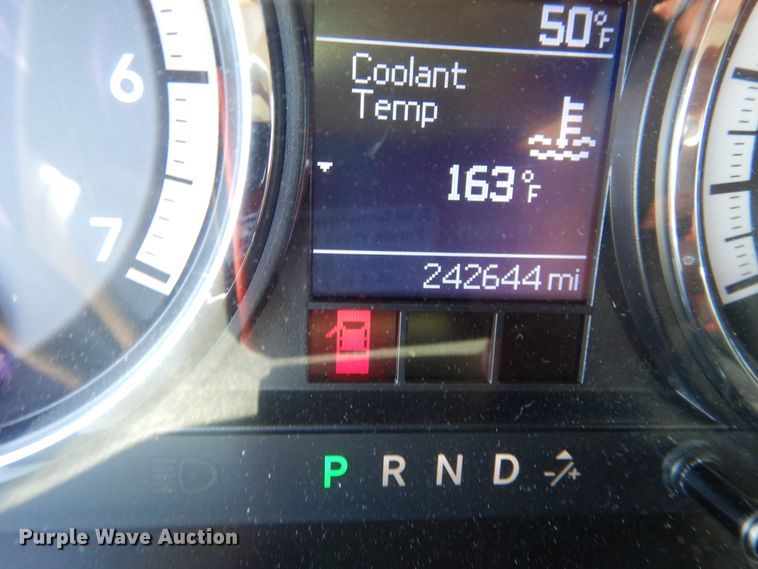 50°F
6
Coolant
Temp
163°F
7
242644 mi
P R N D -/+
Purple Wave Auction®